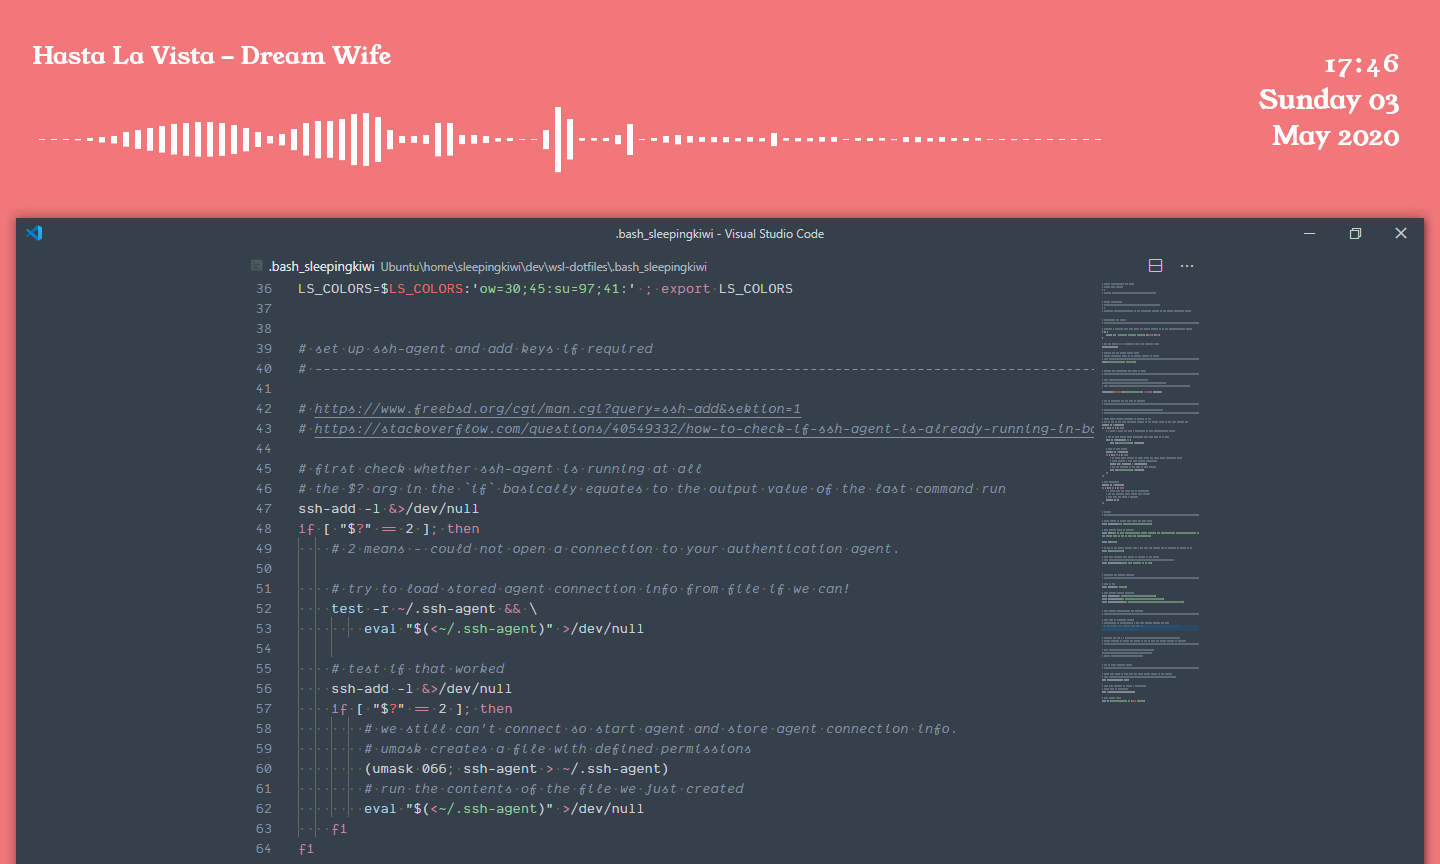 Hasta La Vista – Dream Wife
17:46
Sunday 03
May 2020
.bash_sleepingkiwi - Visual Studio Code
.bash_sleepingkiwi Ubuntu\home\sleepingkiwi\dev\wsl-dotfiles\.bash_sleepingkiwi
36 LS_COLORS=$LS_COLORS:'ow=30;45:su=97;41:' ; export LS_COLORS
37
38
39 # set up ssh-agent and add keys if required
40 # -----------------------------------------------------------------------------------------------
41
42 # https://www.freebsd.org/cgi/man.cgi?query=ssh-add&sektion=1
43 # https://stackoverflow.com/questions/40549332/how-to-check-if-ssh-agent-is-already-running-in-ba
44
45 # first check whether ssh-agent is running at all
46 # the $? arg in the `if` basically equates to the output value of the last command run
47 ssh-add -l &>/dev/null
48 if [ "$?" == 2 ]; then
49 # 2 means - could not open a connection to your authentication agent.
50
51 # try to load stored agent connection info from file if we can!
52 test -r ~/.ssh-agent && \
53 eval "$(<~/.ssh-agent)" >/dev/null
54
55 # test if that worked
56 ssh-add -l &>/dev/null
57 if [ "$?" == 2 ]; then
58 # we still can't connect so start agent and store agent connection info.
59 # umask creates a file with defined permissions
60 (umask 066; ssh-agent > ~/.ssh-agent)
61 # run the contents of the file we just created
62 eval "$(<~/.ssh-agent)" >/dev/null
63 fi
64 fi